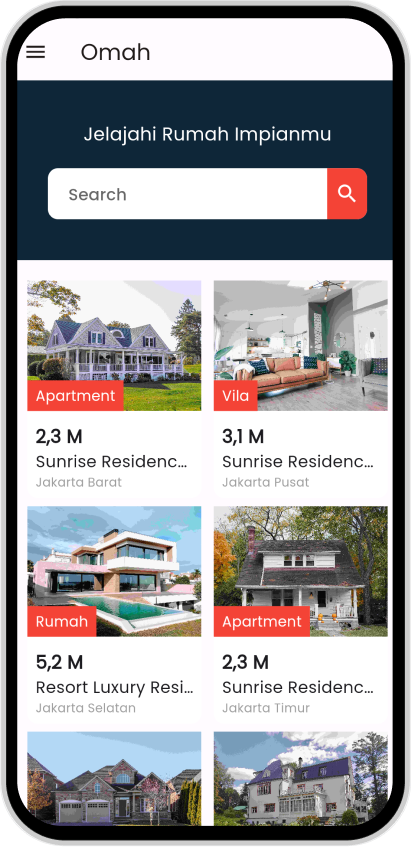 Omah
Jelajahi Rumah Impianmu
Search
Apartment
Vila
2,3 M
3,1 M
Sunrise Residenc...
Sunrise Residenc...
Jakarta Barat
Jakarta Pusat
Rumah
Apartment
5,2 M
2,3 M
Resort Luxury Resi...
Sunrise Residenc...
Jakarta Selatan
Jakarta Timur